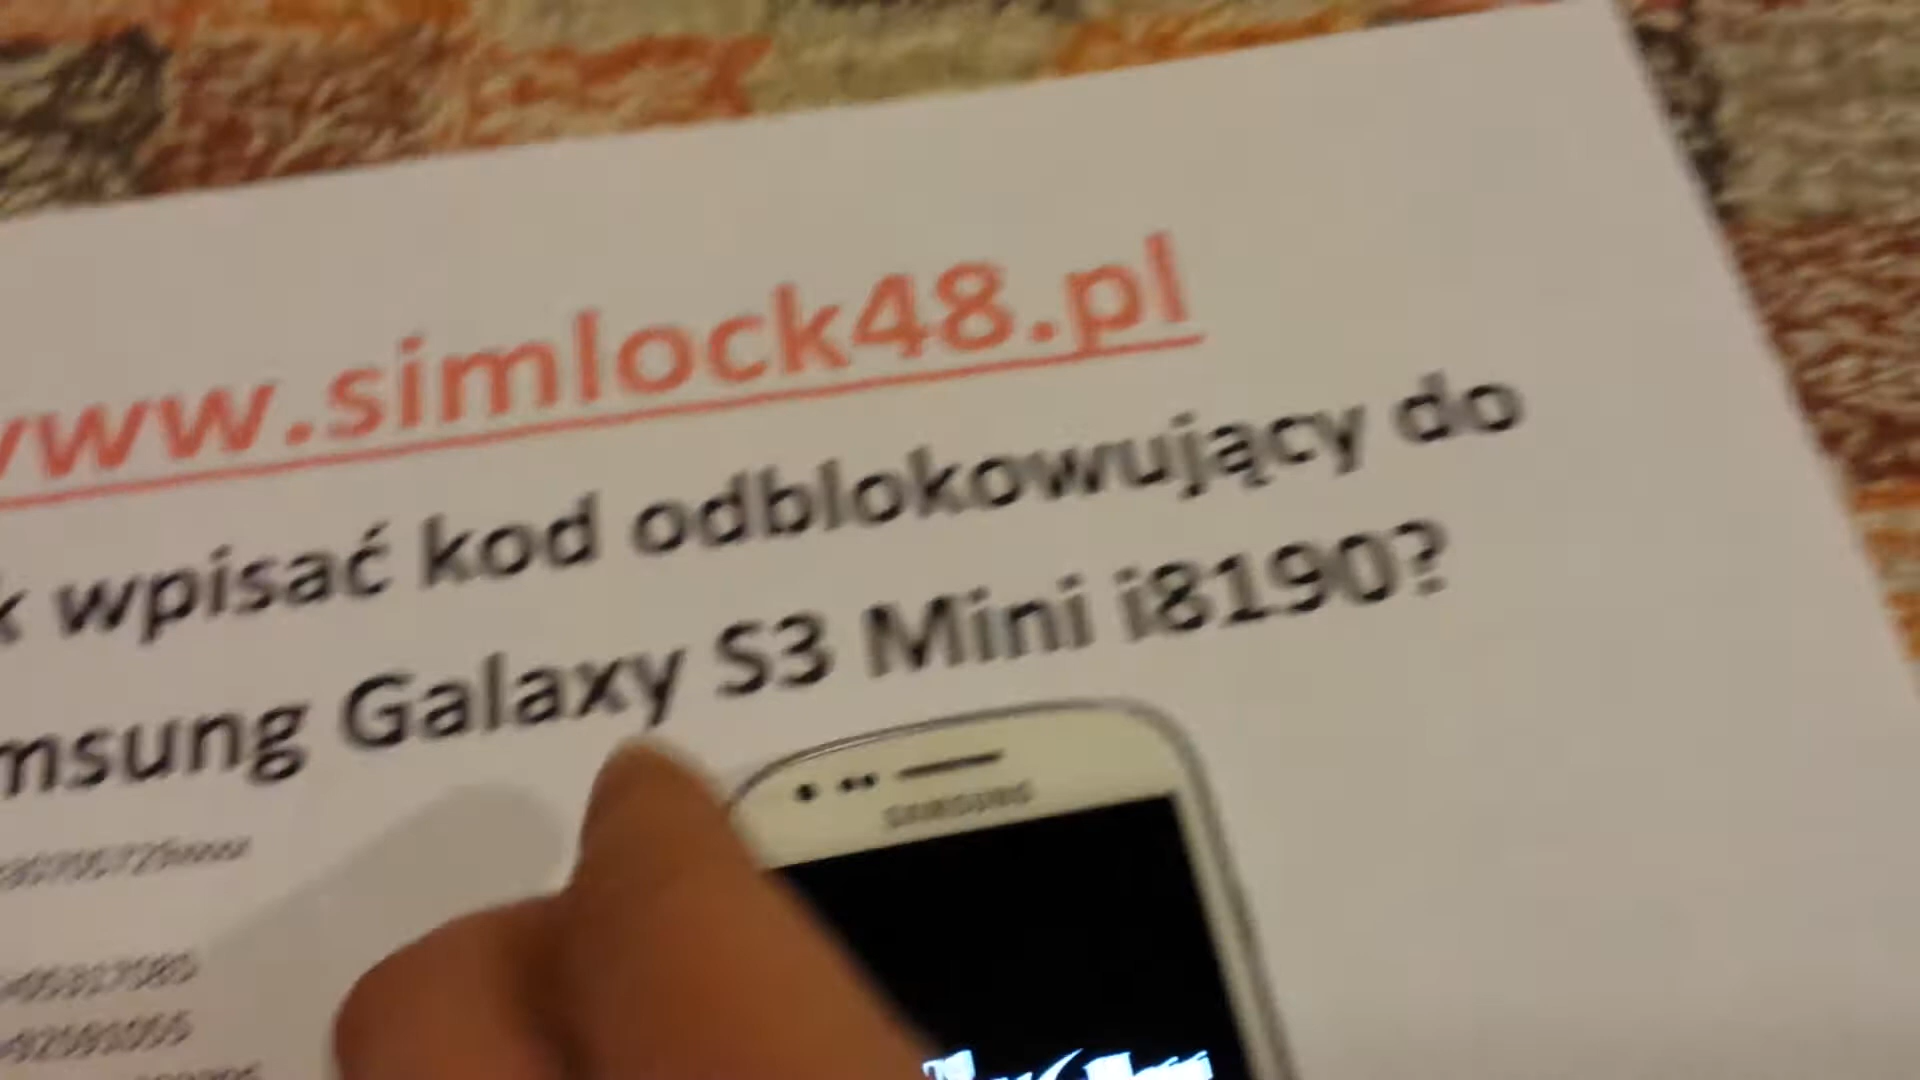 www.simlock48.pl
k wpisać kod odblokowujący do
msung Galaxy S3 Mini i8190?
SAMSUNG